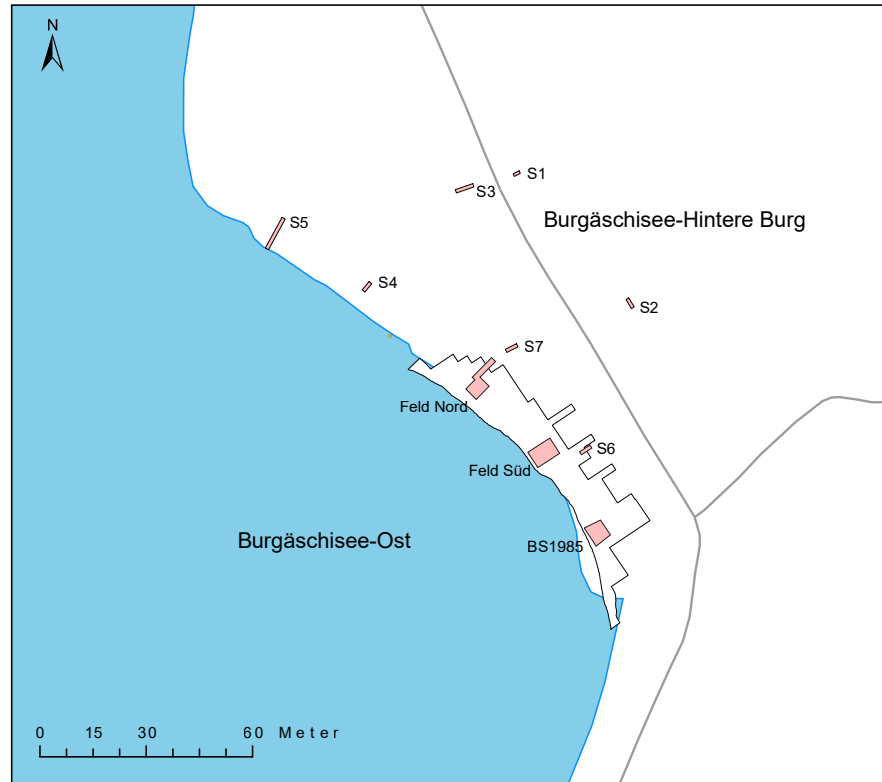 N
S1
S3
Burgäschisee-Hintere Burg
S5
S4
S2
S7
Feld Nord
S6
Feld Süd
Burgäschisee-Ost
BS1985
0 15 30 60 Meter